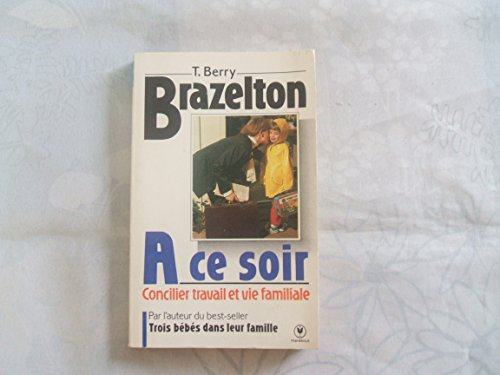 T. Berry
Brazelton
A ce soir
Concilier travail et vie familiale
Par l'auteur du best-seller
Trois bébés dans leur famille
marabout